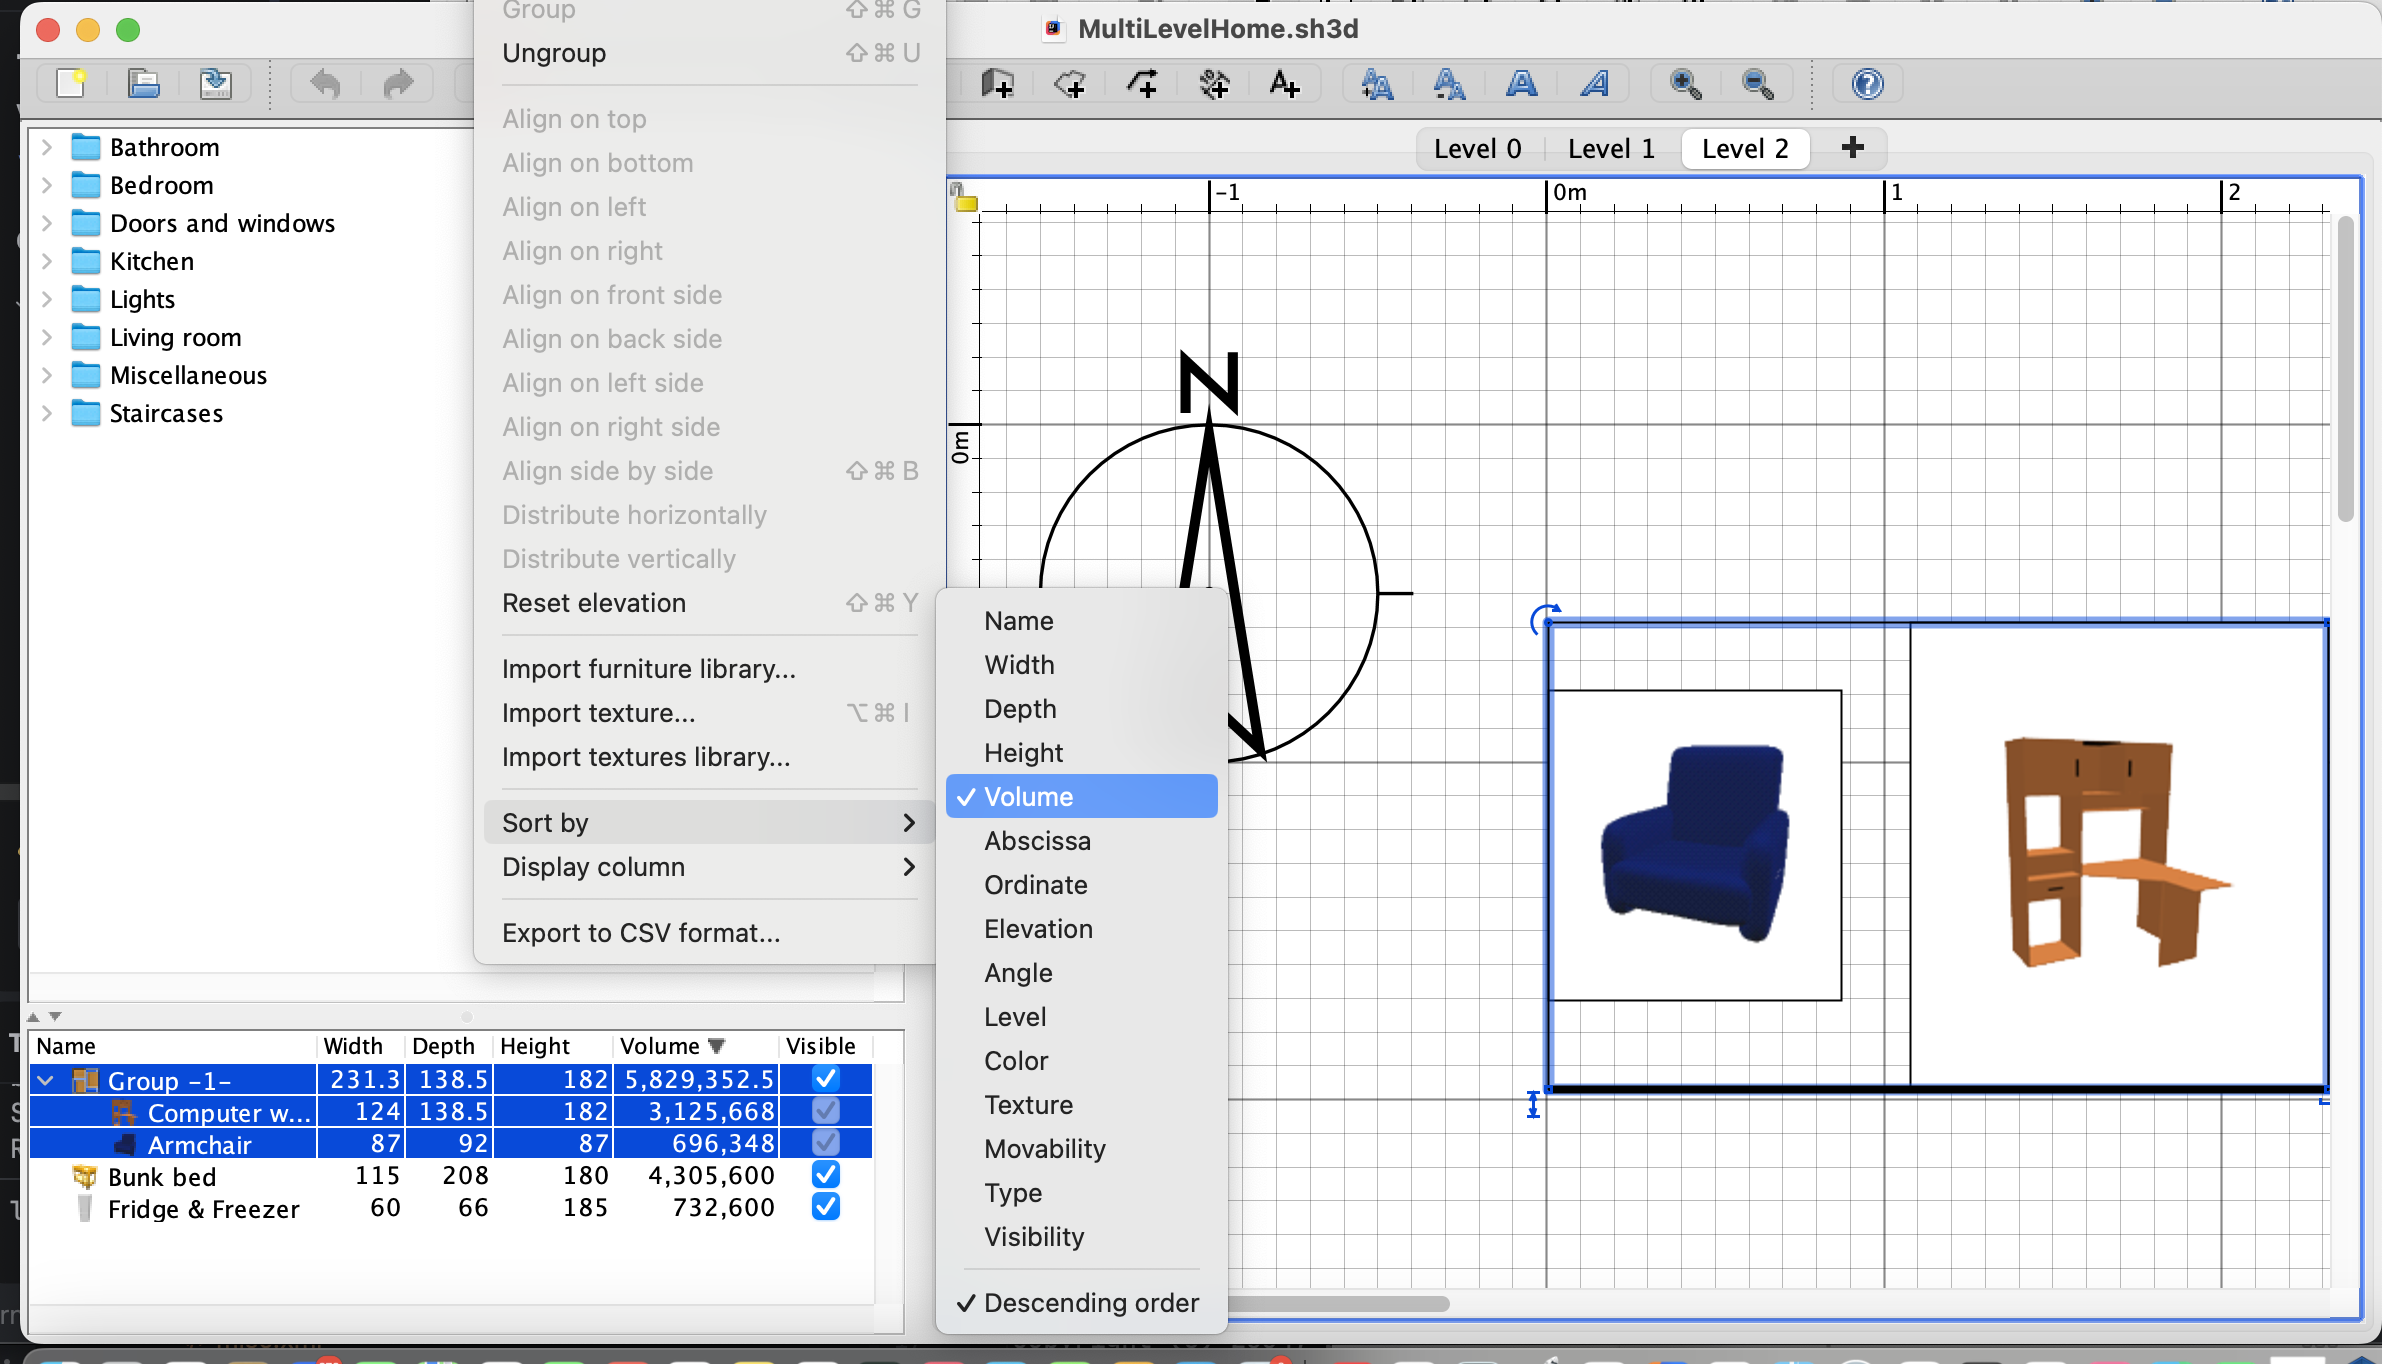 MultiLevelHome.sh3d
Group ⇧⌘G
Ungroup ⇧⌘U
Align on top
Align on bottom
Align on left
Align on right
Align on front side
Align on back side
Align on left side
Align on right side
Align side by side ⇧⌘B
Distribute horizontally
Distribute vertically
Reset elevation ⇧⌘Y
Import furniture library...
Import texture... ⌥⌘I
Import textures library...
Sort by
Display column
Export to CSV format...
Name
Width
Depth
Height
✓ Volume
Abscissa
Ordinate
Elevation
Angle
Level
Color
Texture
Movability
Type
Visibility
✓ Descending order
Bathroom
Bedroom
Doors and windows
Kitchen
Lights
Living room
Miscellaneous
Staircases
Level 0 Level 1 Level 2 +
-1 0m 1 2
0m
N
Name Width Depth Height Volume ▼ Visible
Group -1- 231.3 138.5 182 5,829,352.5
Computer w... 124 138.5 182 3,125,668
Armchair 87 92 87 696,348
Bunk bed 115 208 180 4,305,600
Fridge & Freezer 60 66 185 732,600